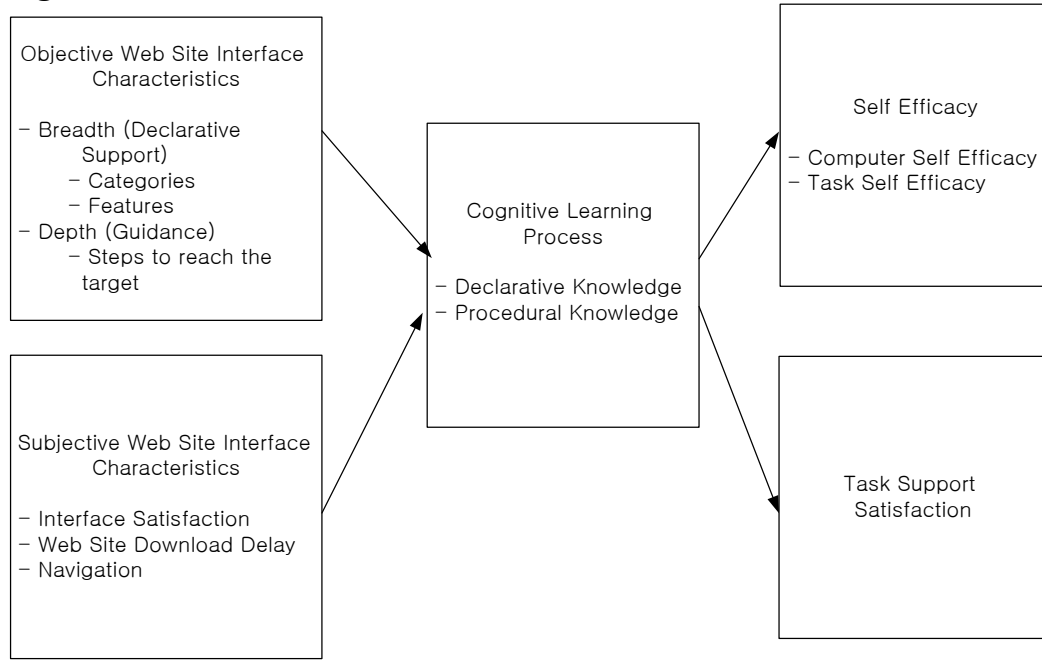 Objective Web Site Interface
Characteristics
- Breadth (Declarative
Support)
- Categories
- Features
- Depth (Guidance)
- Steps to reach the
target
Subjective Web Site Interface
Characteristics
- Interface Satisfaction
- Web Site Download Delay
- Navigation
Cognitive Learning
Process
- Declarative Knowledge
- Procedural Knowledge
Self Efficacy
- Computer Self Efficacy
- Task Self Efficacy
Task Support
Satisfaction